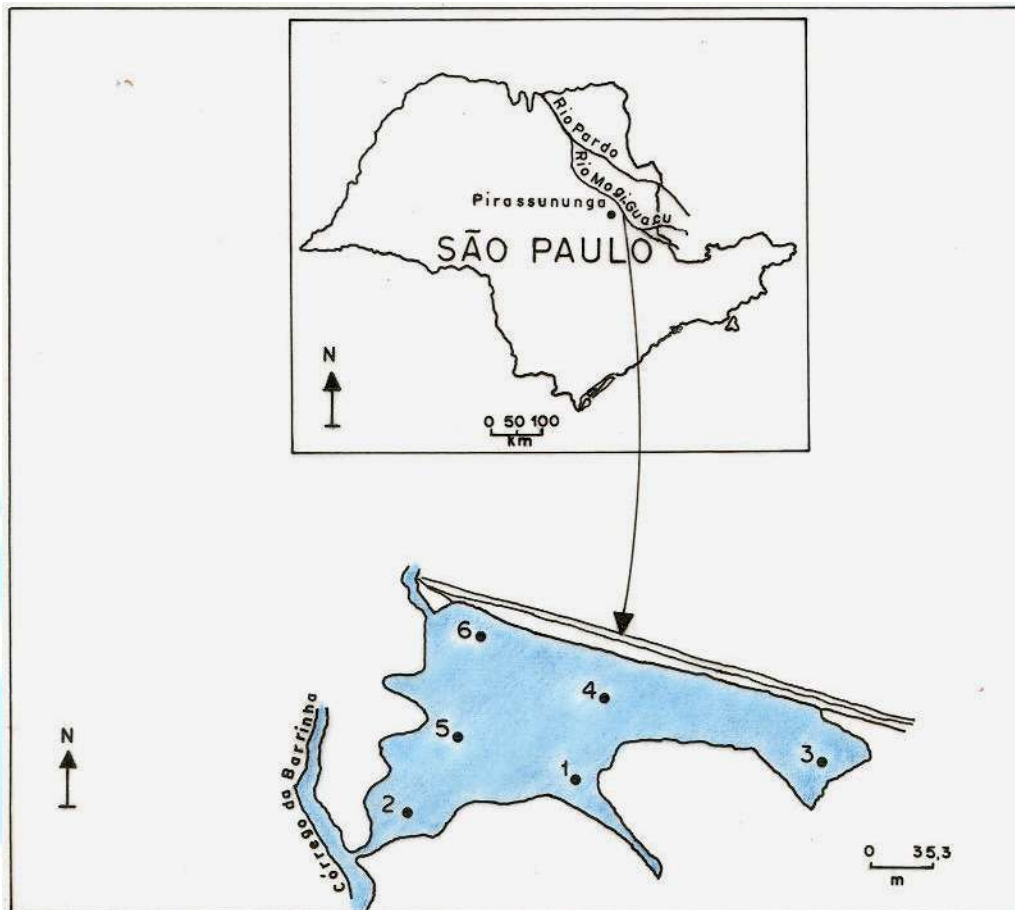 Rio Pardo
Rio Mogi-Guaçu
Pirassununga
SÃO PAULO
N
0 50 100
km
6
4
N
Córrego da Barrinha
5
3
1
2
0 35,3
m